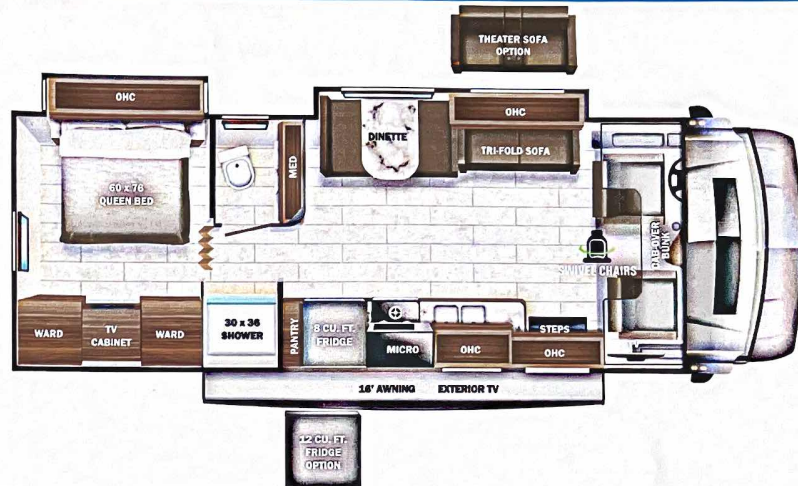 THEATER SOFA
OPTION
OHC
OHC
DINETTE
TRI-FOLD SOFA
MED
60 x 76
QUEEN BED
CAB-OVER
BUNK
SWIVEL CHAIRS
WARD
TV
CABINET
WARD
30 x 36
SHOWER
PANTRY
8 CU. FT.
FRIDGE
MICRO
OHC
STEPS
OHC
16' AWNING
EXTERIOR TV
12 CU. FT.
FRIDGE
OPTION